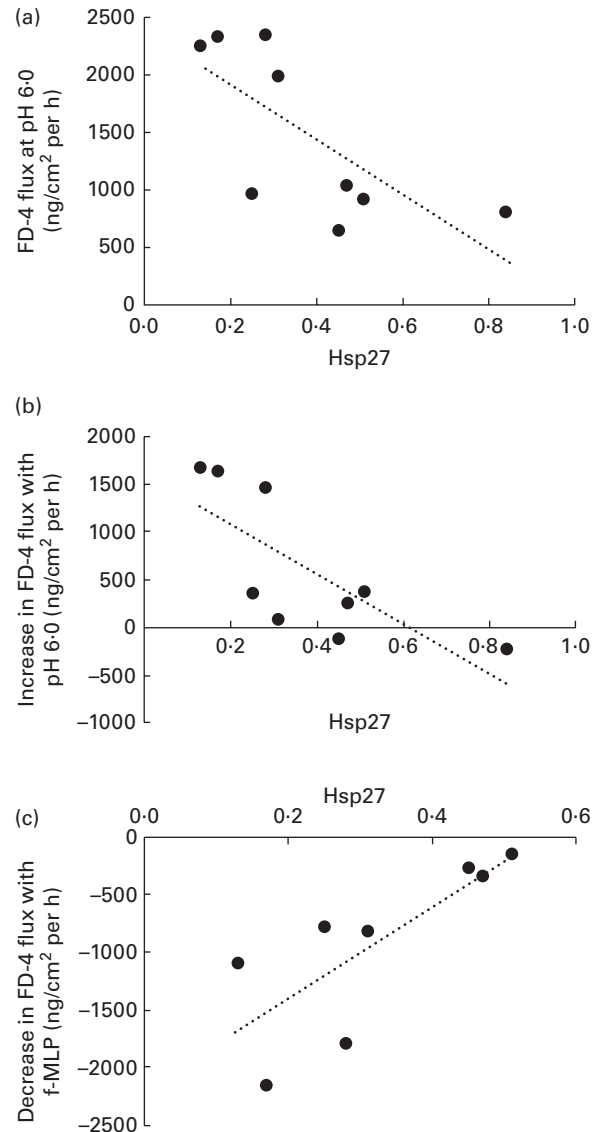 (a)
2500
2000
1500
1000
500
0
0·0 0·2 0·4 0·6 0·8 1·0
Hsp27
FD-4 flux at pH 6·0
(ng/cm² per h)
(b)
2000
1500
1000
500
0
–500
–1000
0·2 0·4 0·6 0·8 1·0
Hsp27
Increase in FD-4 flux with
pH 6·0 (ng/cm² per h)
(c)
Hsp27
0·0 0·2 0·4 0·6
0
–500
–1000
–1500
–2000
–2500
Decrease in FD-4 flux with
f-MLP (ng/cm² per h)